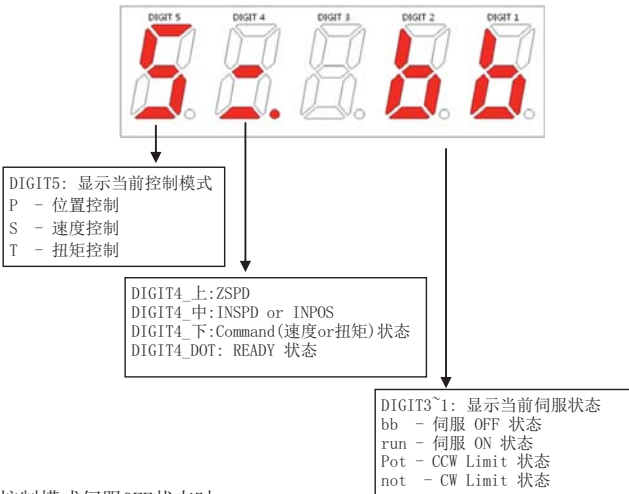 DIGIT 5 DIGIT 4 DIGIT 3 DIGIT 2 DIGIT 1
S = . b b
DIGIT5: 显示当前控制模式
P - 位置控制
S - 速度控制
T - 扭矩控制
DIGIT4_上:ZSPD
DIGIT4_中:INSPD or INPOS
DIGIT4_下:Command(速度or扭矩)状态
DIGIT4_DOT: READY 状态
DIGIT3~1: 显示当前伺服状态
bb - 伺服 OFF 状态
run - 伺服 ON 状态
Pot - CCW Limit 状态
not - CW Limit 状态